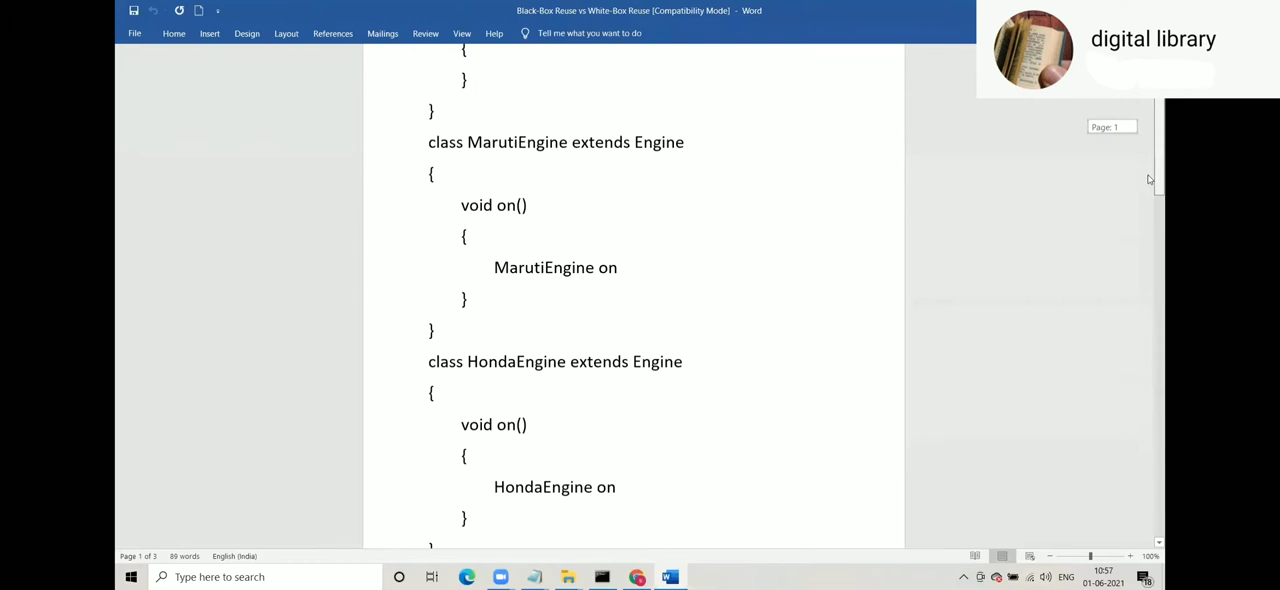 Black-Box Reuse vs White-Box Reuse [Compatibility Mode] - Word
File Home Insert Design Layout References Mailings Review View Help Tell me what you want to do
digital library
Page: 1
{
}
}
class MarutiEngine extends Engine
{
void on()
{
MarutiEngine on
}
}
class HondaEngine extends Engine
{
void on()
{
HondaEngine on
}
}
Page 1 of 3 89 words English (India) 100%
Type here to search
ENG
10:57
01-06-2021
18